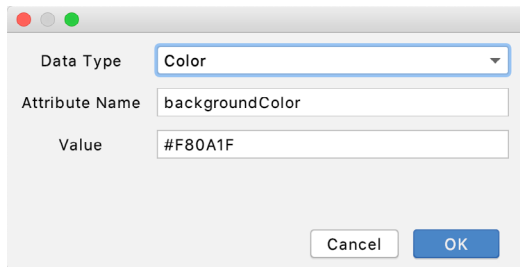 Data Type Color
Attribute Name backgroundColor
Value #F80A1F
Cancel OK